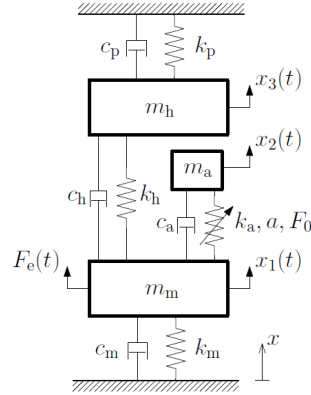 c_p k_p
m_h x_3(t)
x_2(t)
m_a
c_h k_h c_a k_a, a, F_0
F_e(t) x_1(t)
m_m
c_m k_m x